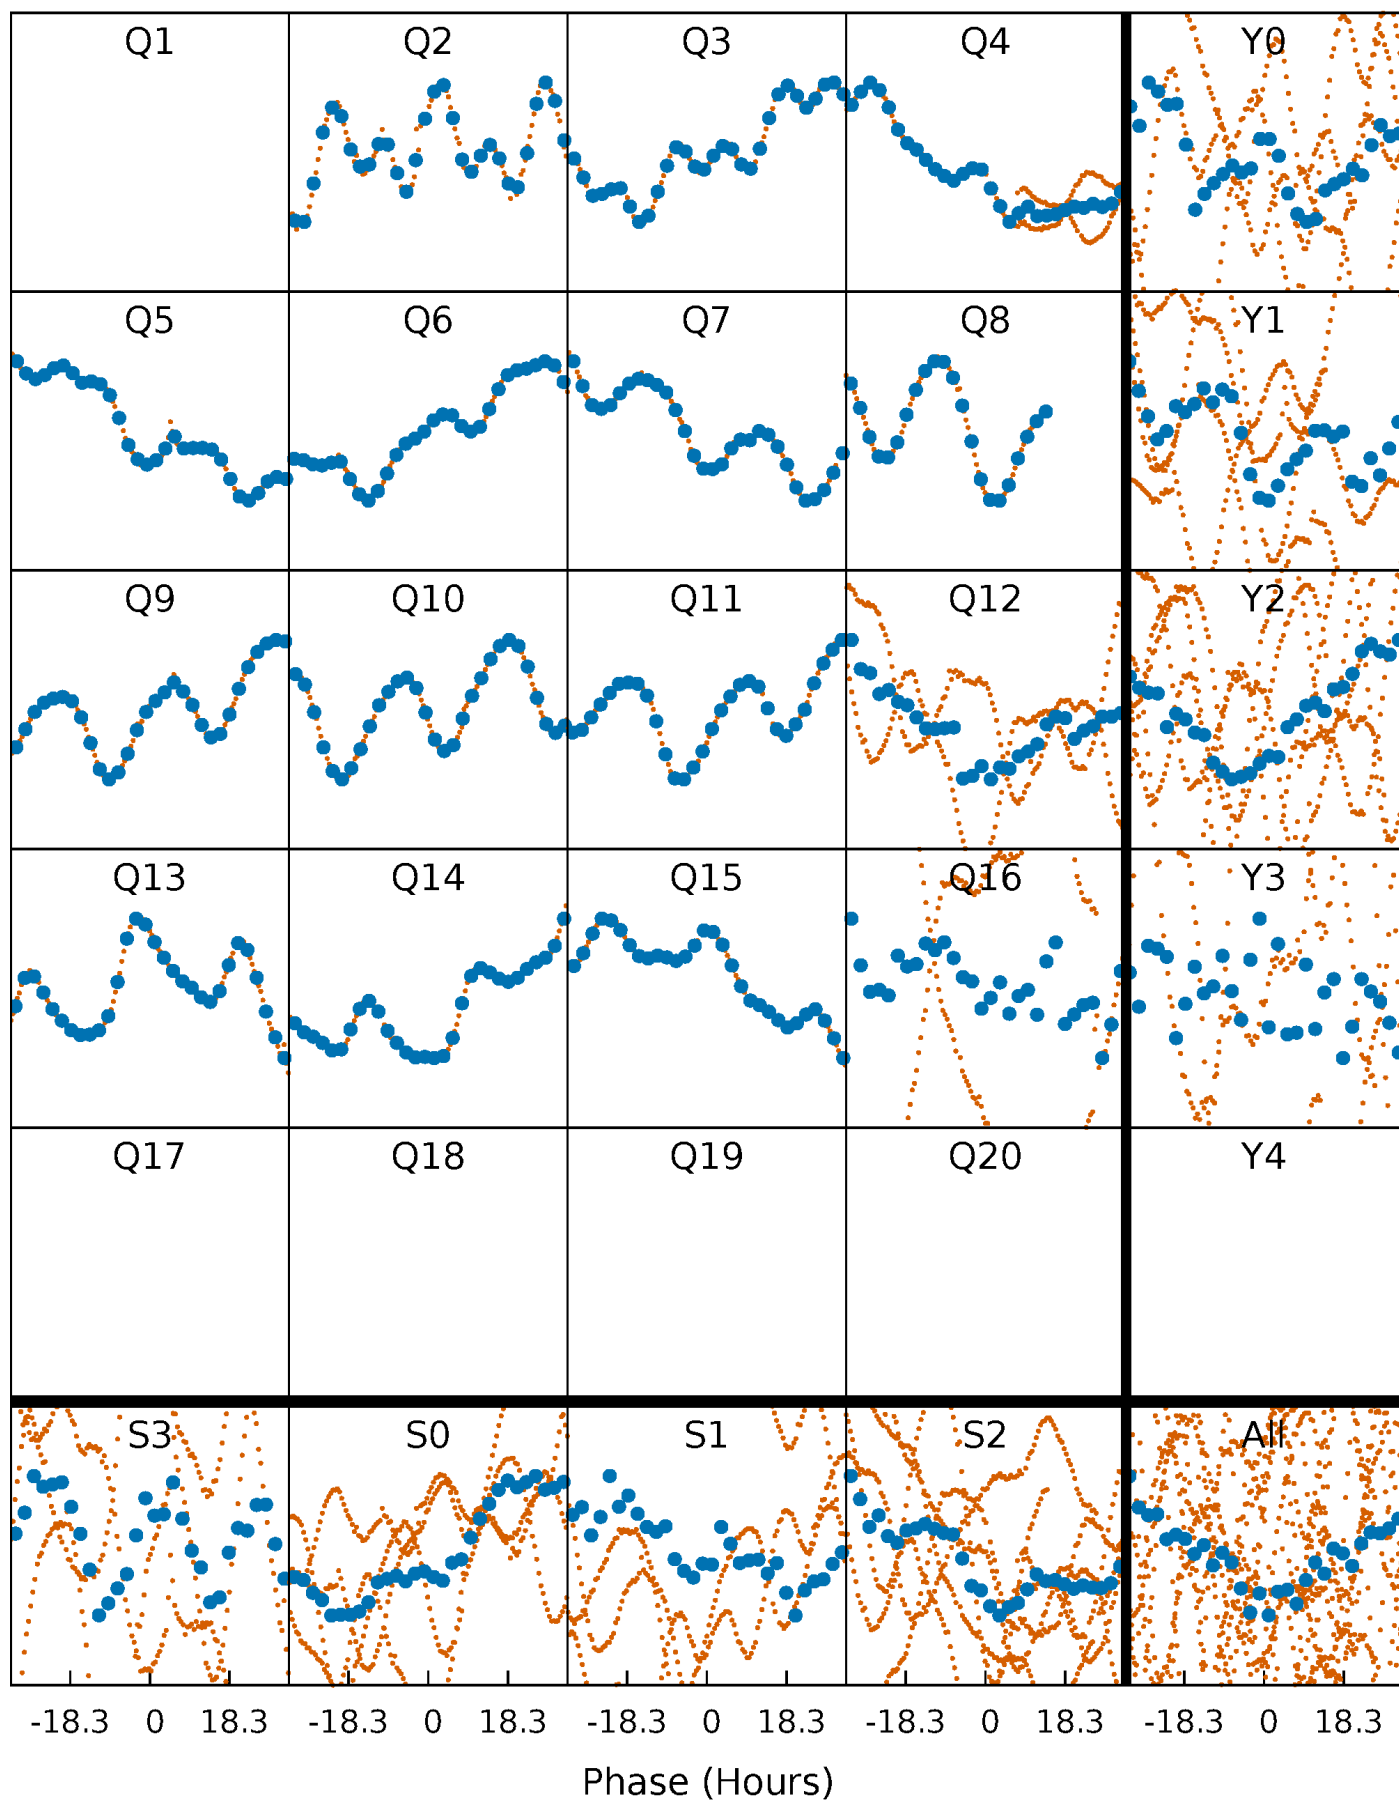 Q1 Q2 Q3 Q4 Y0
Q5 Q6 Q7 Q8 Y1
Q9 Q10 Q11 Q12 Y2
Q13 Q14 Q15 Q16 Y3
Q17 Q18 Q19 Q20 Y4
S3 S0 S1 S2 All
-18.3 0 18.3 -18.3 0 18.3 -18.3 0 18.3 -18.3 0 18.3 -18.3 0 18.3
Phase (Hours)